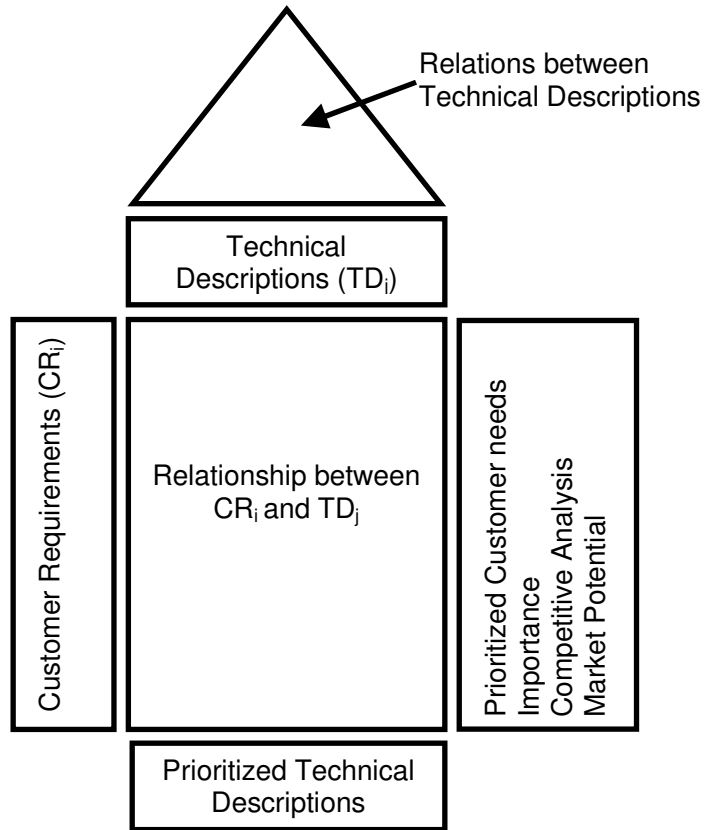 Relations between
Technical Descriptions
Technical
Descriptions (TDᵢ)
Customer Requirements (CRᵢ)
Relationship between
CRᵢ and TDⱼ
Prioritized Customer needs
Importance
Competitive Analysis
Market Potential
Prioritized Technical
Descriptions